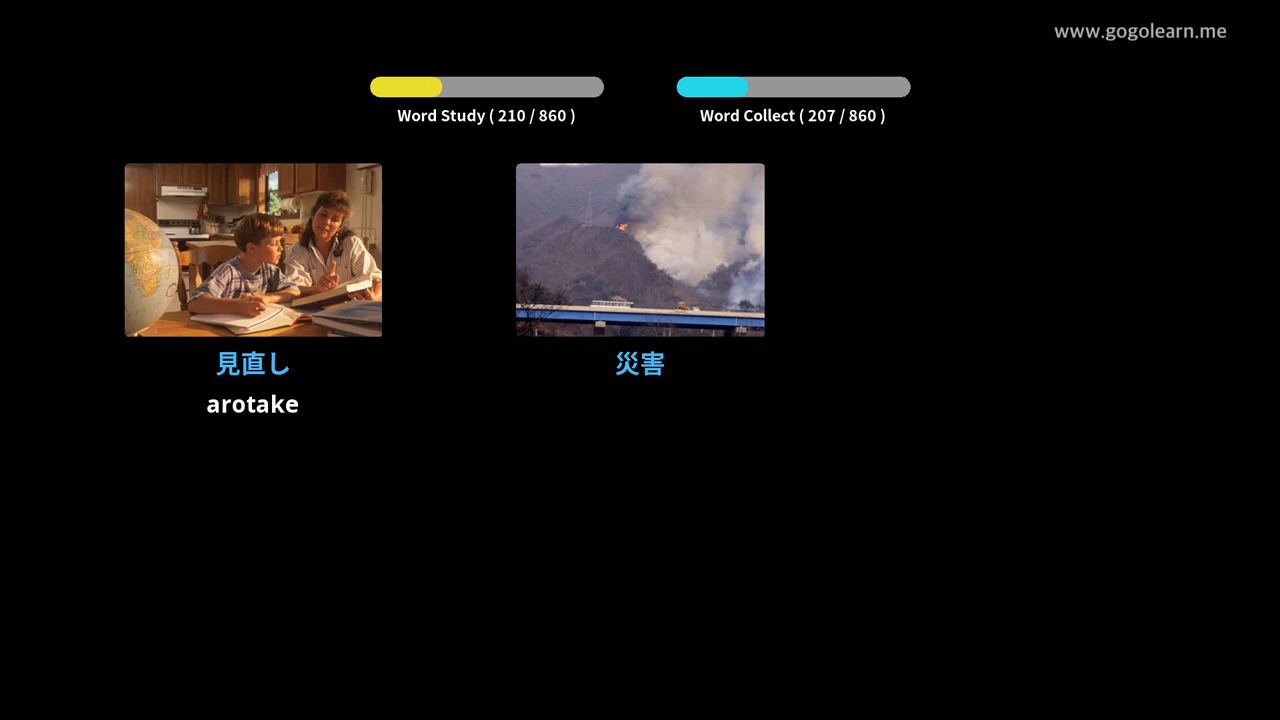 www.gogolearn.me
Word Study ( 210 / 860 )
Word Collect ( 207 / 860 )
見直し
災害
arotake